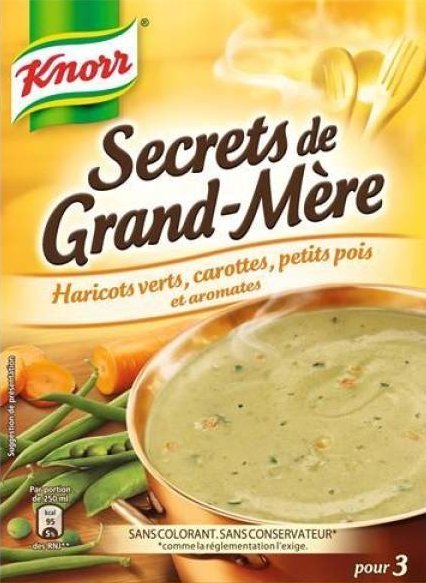 Knorr
Secrets de
Grand-Mère
Haricots verts, carottes, petits pois
et aromates
Suggestion de présentation
Par portion
de 250 ml
kcal
95
5%
des RNJ**
SANS COLORANT. SANS CONSERVATEUR*
*comme la réglementation l'exige.
pour 3